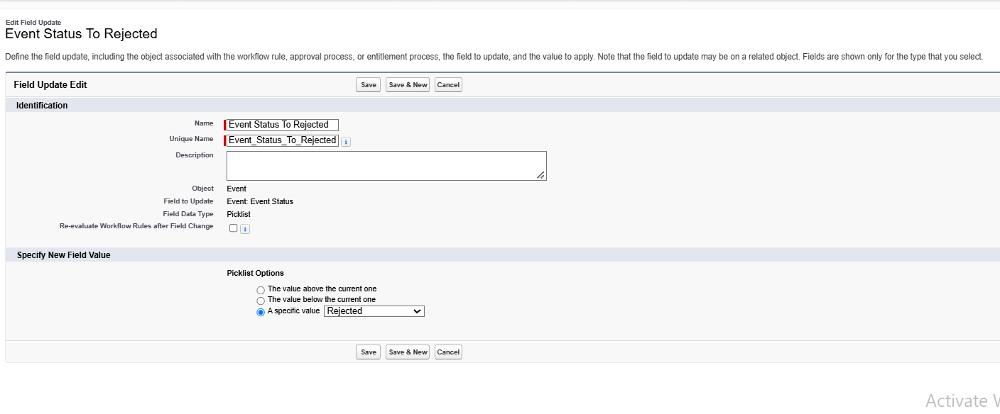 Edit Field Update
Event Status To Rejected
Define the field update, including the object associated with the workflow rule, approval process, or entitlement process, the field to update, and the value to apply. Note that the field to update may be on a related object. Fields are shown only for the type that you select.
Field Update Edit Save Save & New Cancel
Identification
Name Event Status To Rejected
Unique Name Event_Status_To_Rejected i
Description
Object Event
Field to Update Event: Event Status
Field Data Type Picklist
Re-evaluate Workflow Rules after Field Change i
Specify New Field Value
Picklist Options
The value above the current one
The value below the current one
A specific value Rejected
Save Save & New Cancel
Activate W